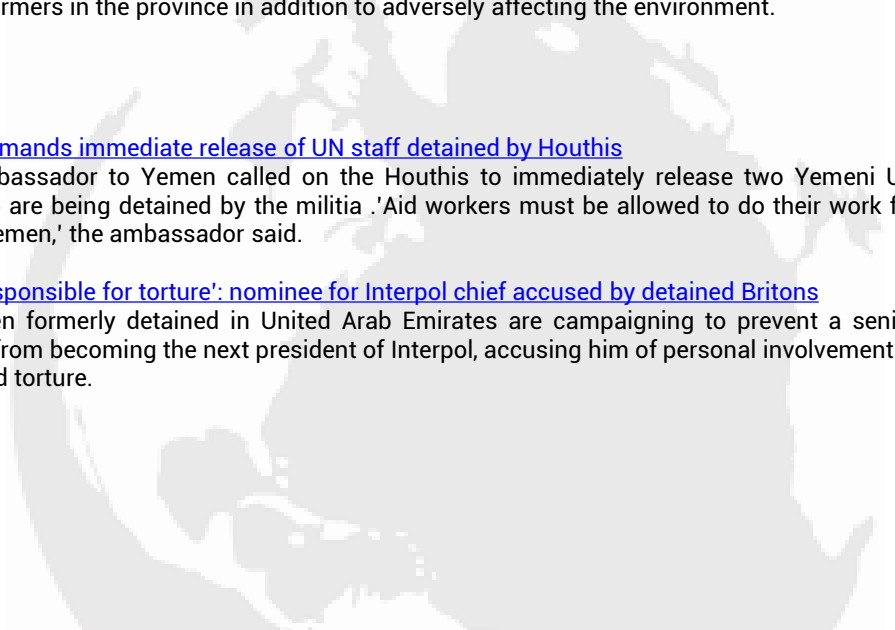 rmers in the province in addition to adversely affecting the environment.
mands immediate release of UN staff detained by Houthis
bassador to Yemen called on the Houthis to immediately release two Yemeni U
are being detained by the militia .'Aid workers must be allowed to do their work f
emen,' the ambassador said.
sponsible for torture': nominee for Interpol chief accused by detained Britons
en formerly detained in United Arab Emirates are campaigning to prevent a seni
from becoming the next president of Interpol, accusing him of personal involvement
d torture.